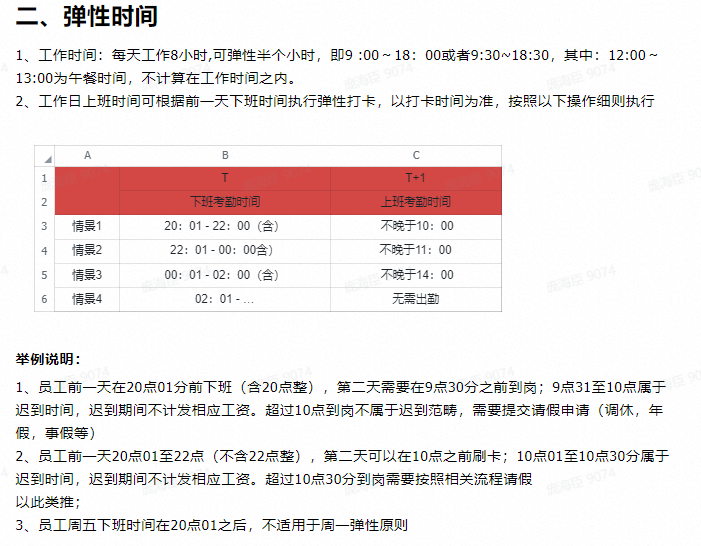 二、弹性时间
1、工作时间：每天工作8小时,可弹性半个小时，即9 :00～18：00或者9:30~18:30，其中：12:00～
13:00为午餐时间，不计算在工作时间之内。
2、工作日上班时间可根据前一天下班时间执行弹性打卡，以打卡时间为准，按照以下操作细则执行
A B C
1 T T+1
2 下班考勤时间 上班考勤时间
3 情景1 20：01 - 22：00（含） 不晚于10：00
4 情景2 22：01 - 00：00含） 不晚于11：00
5 情景3 00：01 - 02：00（含） 不晚于14：00
6 情景4 02：01 - ... 无需出勤
举例说明：
1、员工前一天在20点01分前下班（含20点整），第二天需要在9点30分之前到岗；9点31至10点属于
迟到时间，迟到期间不计发相应工资。超过10点到岗不属于迟到范畴，需要提交请假申请（调休，年
假，事假等）
2、员工前一天20点01至22点（不含22点整），第二天可以在10点之前刷卡；10点01至10点30分属于
迟到时间，迟到期间不计发相应工资。超过10点30分到岗需要按照相关流程请假
以此类推；
3、员工周五下班时间在20点01之后，不适用于周一弹性原则